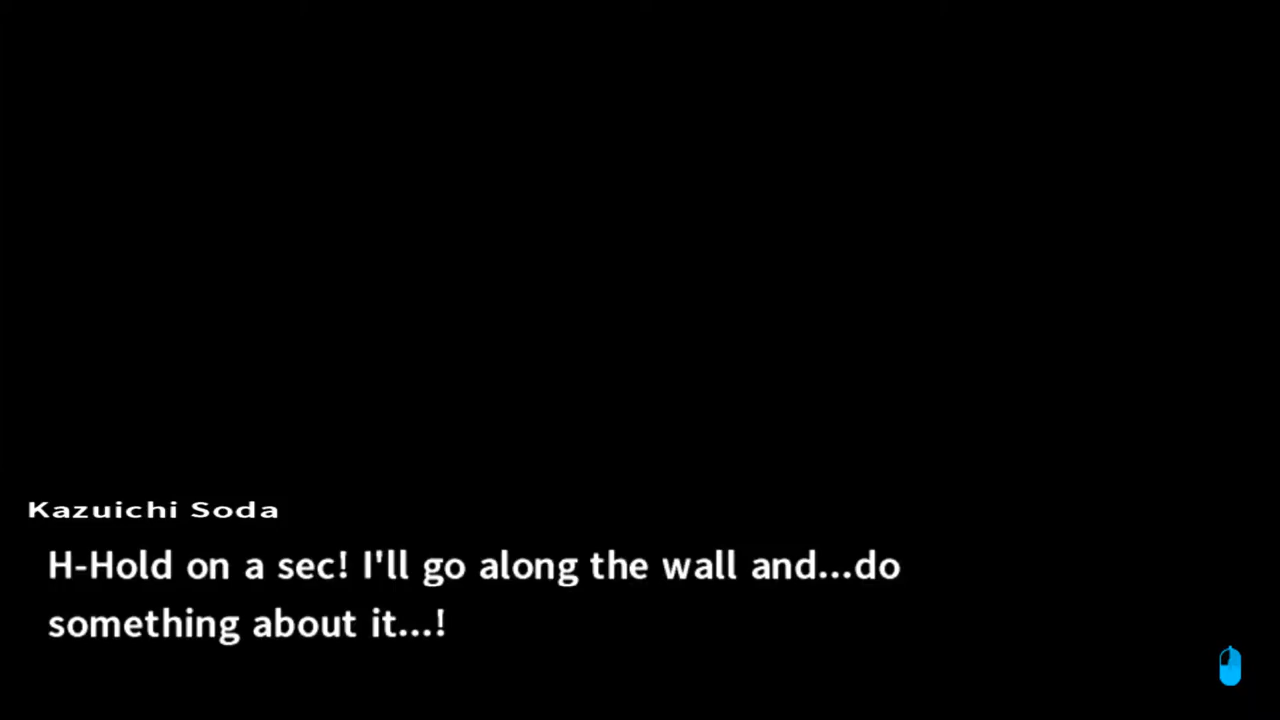 Kazuichi Soda
H-Hold on a sec! I'll go along the wall and...do
something about it...!